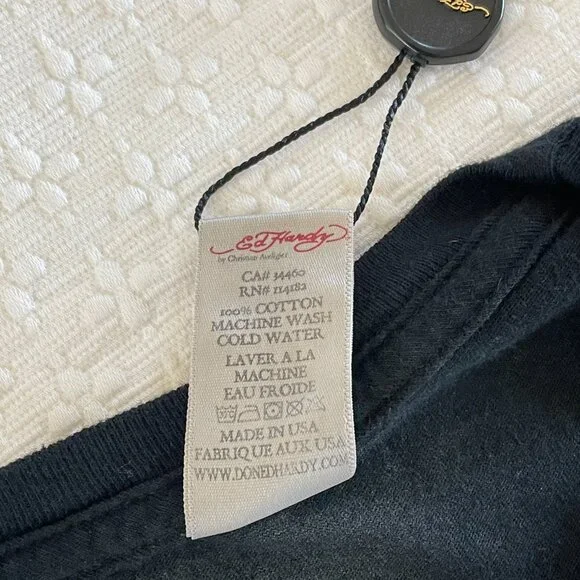 Ed Hardy
by Christian Audigier
CA# 34460
RN# 114182
100% COTTON
MACHINE WASH
COLD WATER
LAVER A LA
MACHINE
EAU FROIDE
MADE IN USA
FABRIQUE AUX USA
WWW.DONEDHARDY.COM